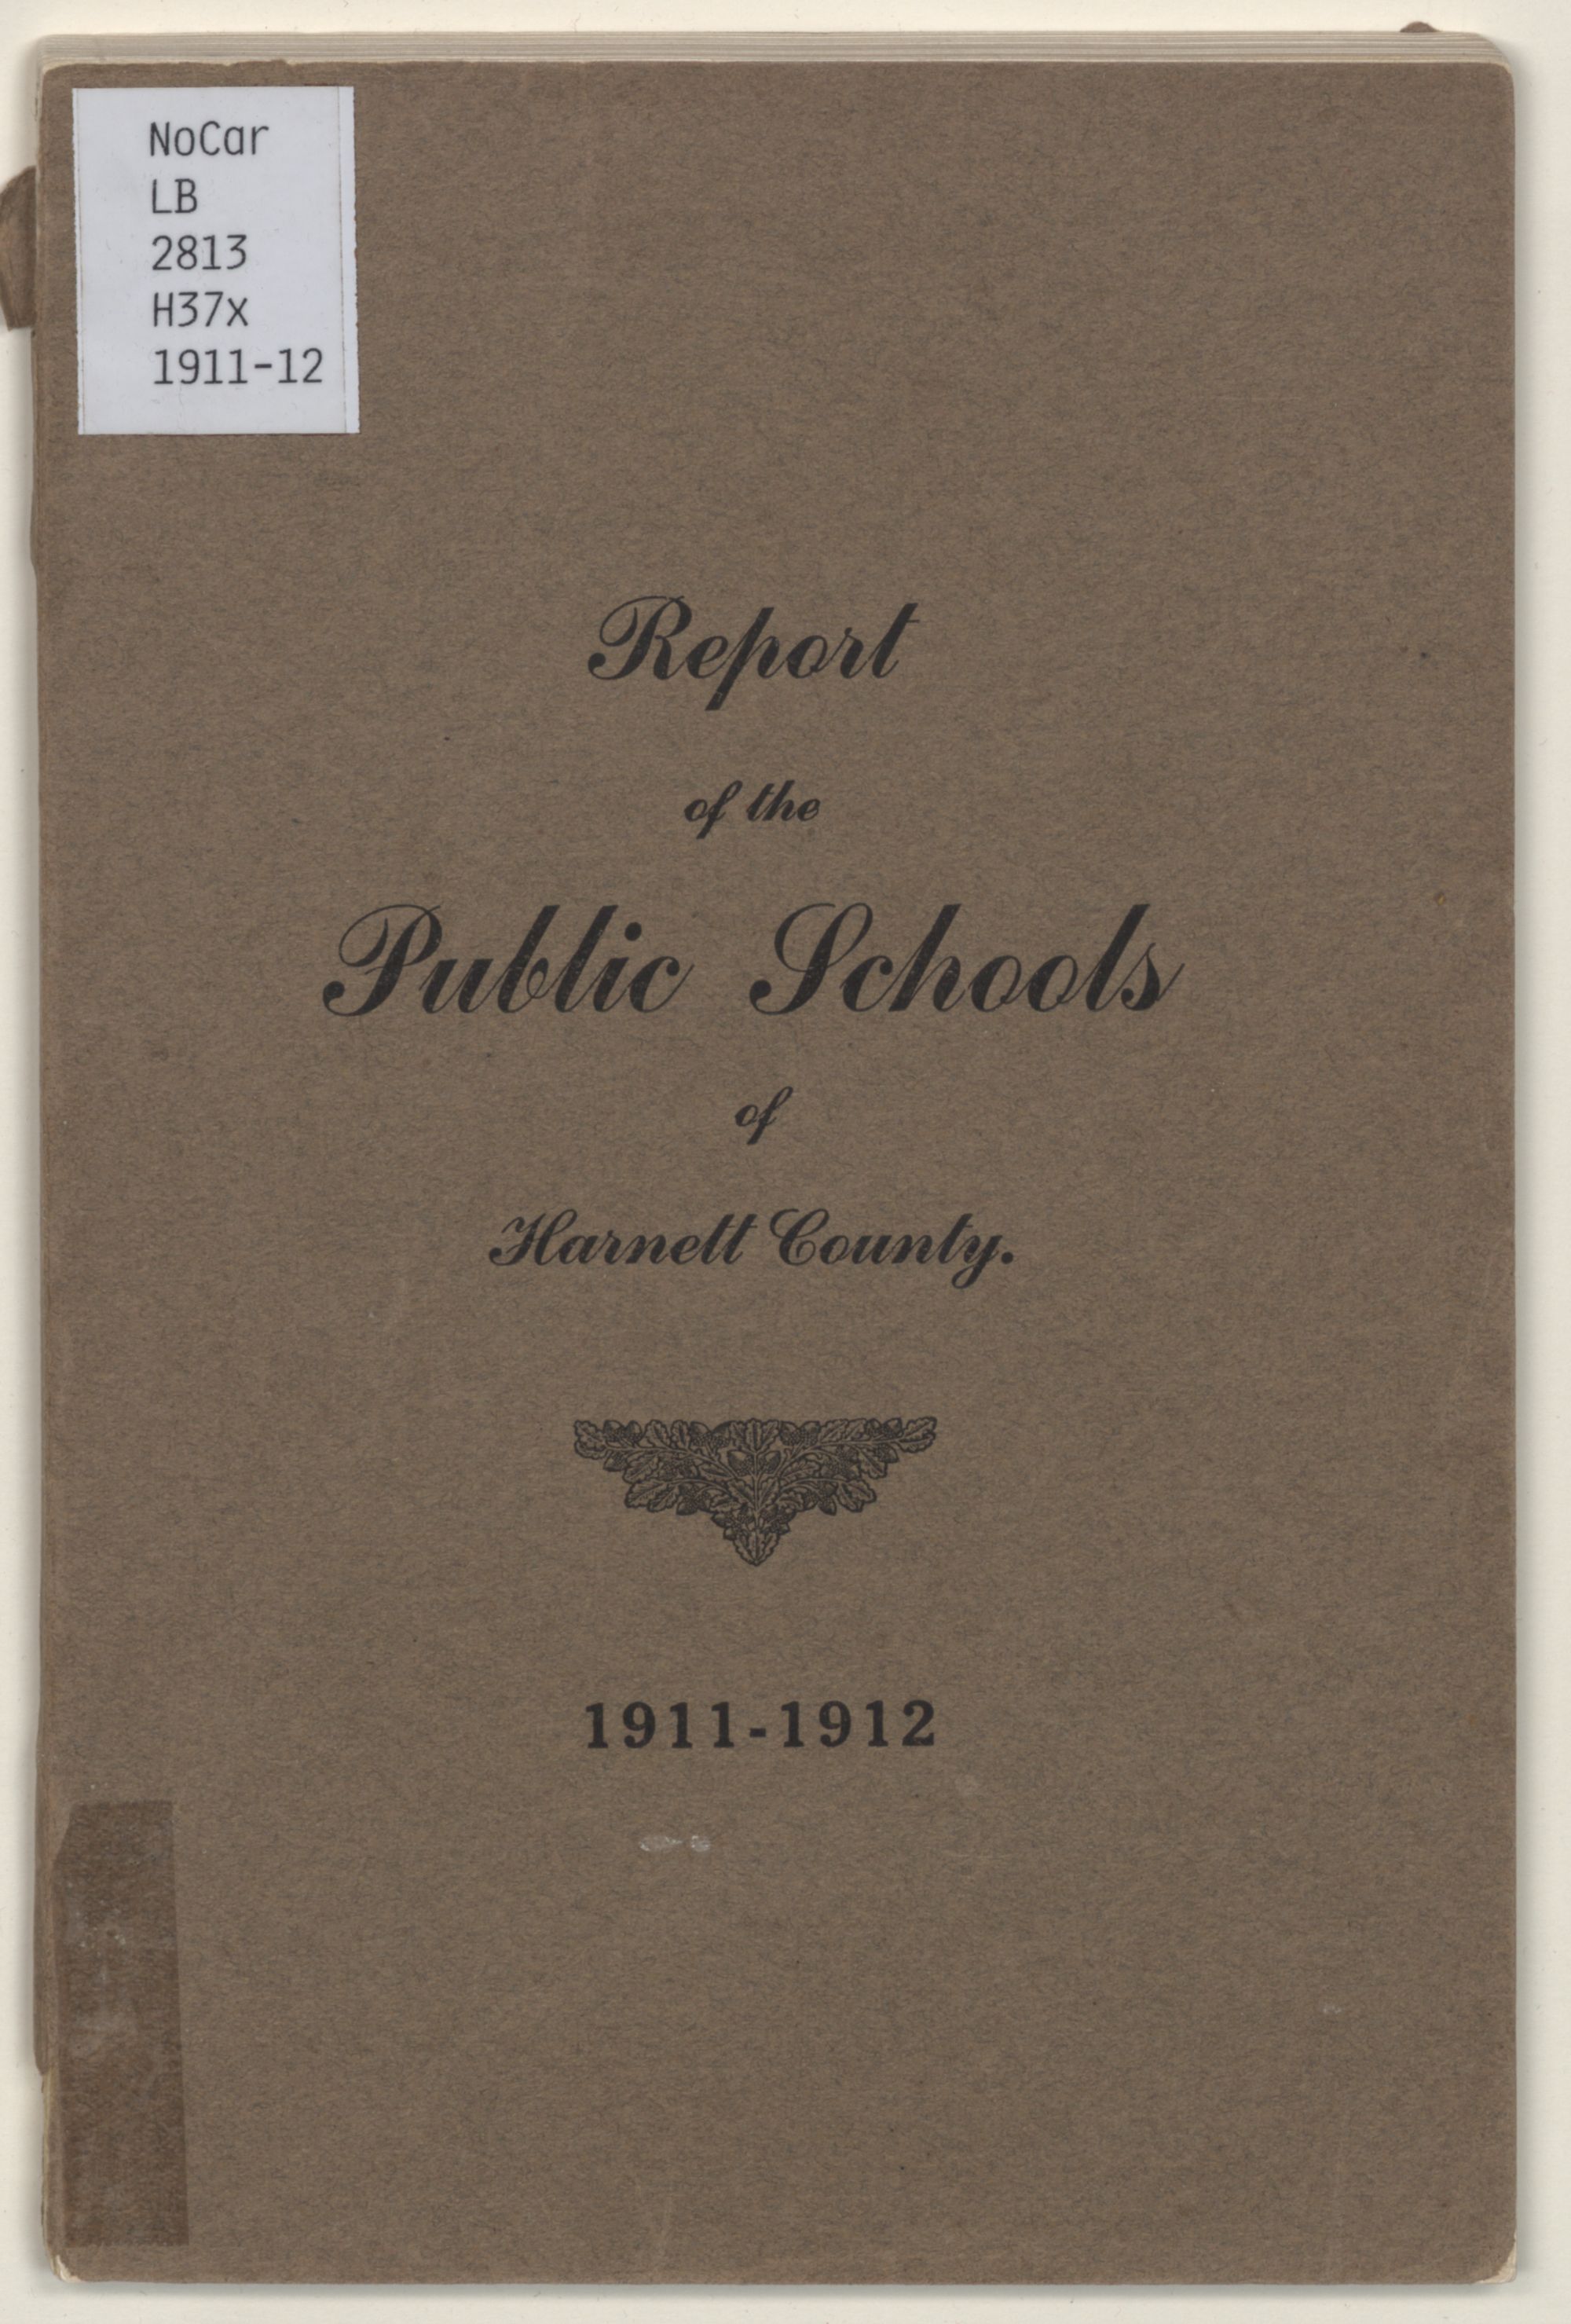 NoCar
LB
2813
H37x
1911-12
Report
of the
Public Schools
of
Harnett County.
1911-1912